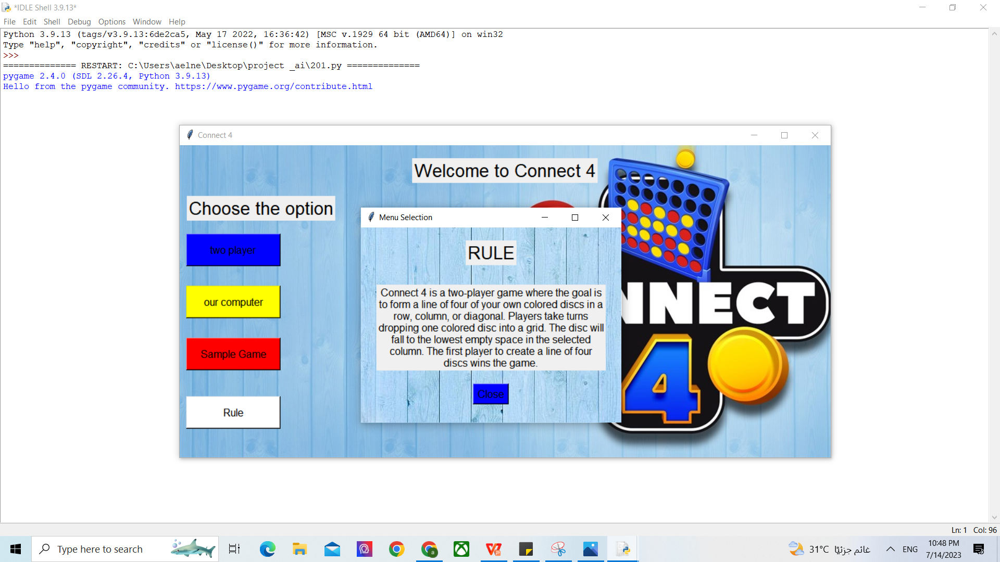 *IDLE Shell 3.9.13*
File Edit Shell Debug Options Window Help
Python 3.9.13 (tags/v3.9.13:6de2ca5, May 17 2022, 16:36:42) [MSC v.1929 64 bit (AMD64)] on win32
Type "help", "copyright", "credits" or "license()" for more information.
>>>
============== RESTART: C:\Users\aelne\Desktop\project _ai\201.py ==============
pygame 2.4.0 (SDL 2.26.4, Python 3.9.13)
Hello from the pygame community. https://www.pygame.org/contribute.html
Connect 4
Welcome to Connect 4
Choose the option
two player
our computer
Sample Game
Rule
Menu Selection
RULE
Connect 4 is a two-player game where the goal is
to form a line of four of your own colored discs in a
row, column, or diagonal. Players take turns
dropping one colored disc into a grid. The disc will
fall to the lowest empty space in the selected
column. The first player to create a line of four
discs wins the game.
Close
NNECT
4
Ln: 1 Col: 96
Type here to search
31°C غائم جزئيًا
ENG
10:48 PM
7/14/2023